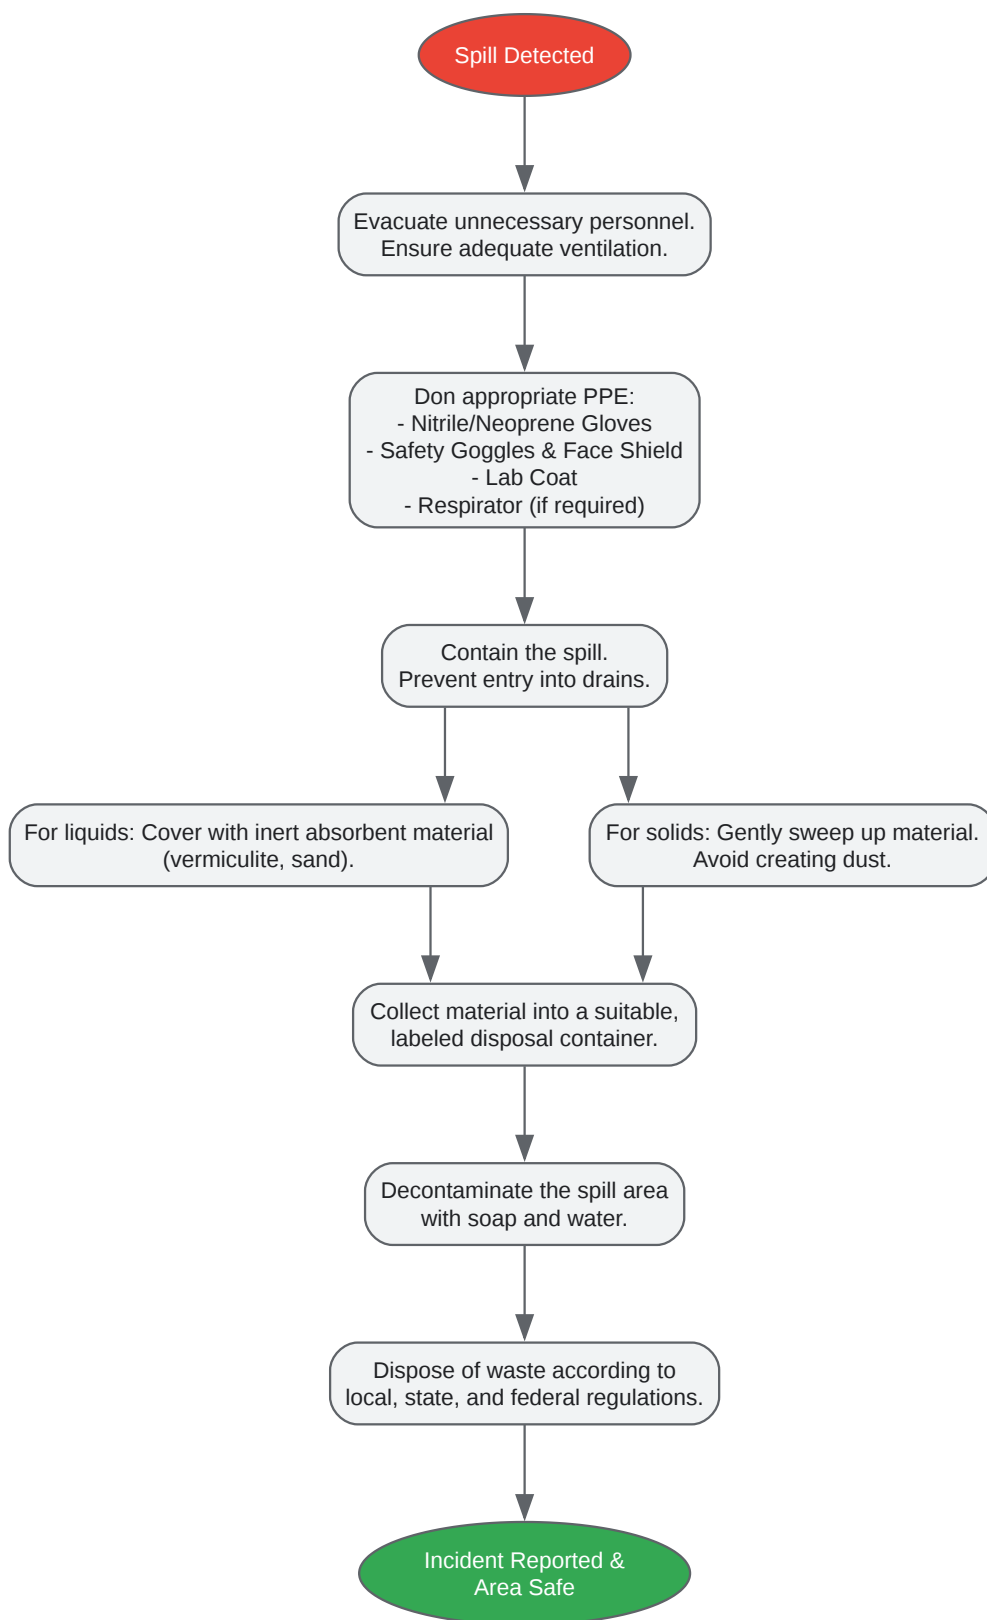 Spill Detected
Evacuate unnecessary personnel.
Ensure adequate ventilation.
Don appropriate PPE:
- Nitrile/Neoprene Gloves
- Safety Goggles & Face Shield
- Lab Coat
- Respirator (if required)
Contain the spill.
Prevent entry into drains.
For liquids: Cover with inert absorbent material
(vermiculite, sand).
For solids: Gently sweep up material.
Avoid creating dust.
Collect material into a suitable,
labeled disposal container.
Decontaminate the spill area
with soap and water.
Dispose of waste according to
local, state, and federal regulations.
Incident Reported &
Area Safe